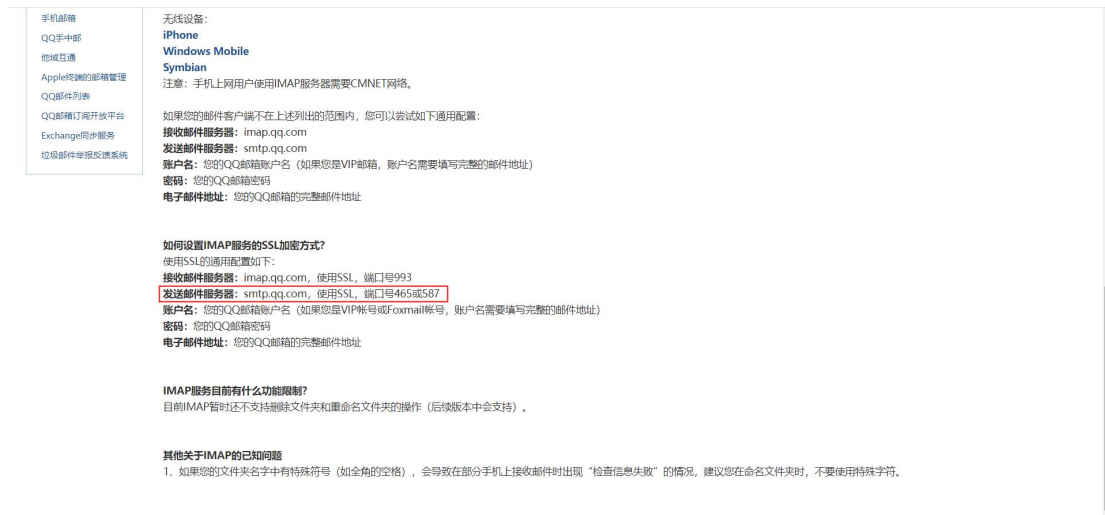 手机邮箱
QQ手中邮
他域互通
Apple终端的邮箱管理
QQ邮件列表
QQ邮箱订阅开放平台
Exchange同步服务
垃圾邮件举报反馈系统
无线设备：
iPhone
Windows Mobile
Symbian
注意：手机上网用户使用IMAP服务器需要CMNET网络。
如果您的邮件客户端不在上述列出的范围内，您可以尝试如下通用配置：
接收邮件服务器：imap.qq.com
发送邮件服务器：smtp.qq.com
账户名：您的QQ邮箱账户名（如果您是VIP邮箱，账户名需要填写完整的邮件地址）
密码：您的QQ邮箱密码
电子邮件地址：您的QQ邮箱的完整邮件地址
如何设置IMAP服务的SSL加密方式？
使用SSL的通用配置如下：
接收邮件服务器：imap.qq.com，使用SSL，端口号993
发送邮件服务器：smtp.qq.com，使用SSL，端口号465或587
账户名：您的QQ邮箱账户名（如果您是VIP帐号或Foxmail帐号，账户名需要填写完整的邮件地址）
密码：您的QQ邮箱密码
电子邮件地址：您的QQ邮箱的完整邮件地址
IMAP服务目前有什么功能限制？
目前IMAP暂时还不支持删除文件夹和重命名文件夹的操作（后续版本中会支持）。
其他关于IMAP的已知问题
1、如果您的文件夹名字中有特殊符号（如全角的空格），会导致在部分手机上接收邮件时出现“检查信息失败”的情况，建议您在命名文件夹时，不要使用特殊字符。